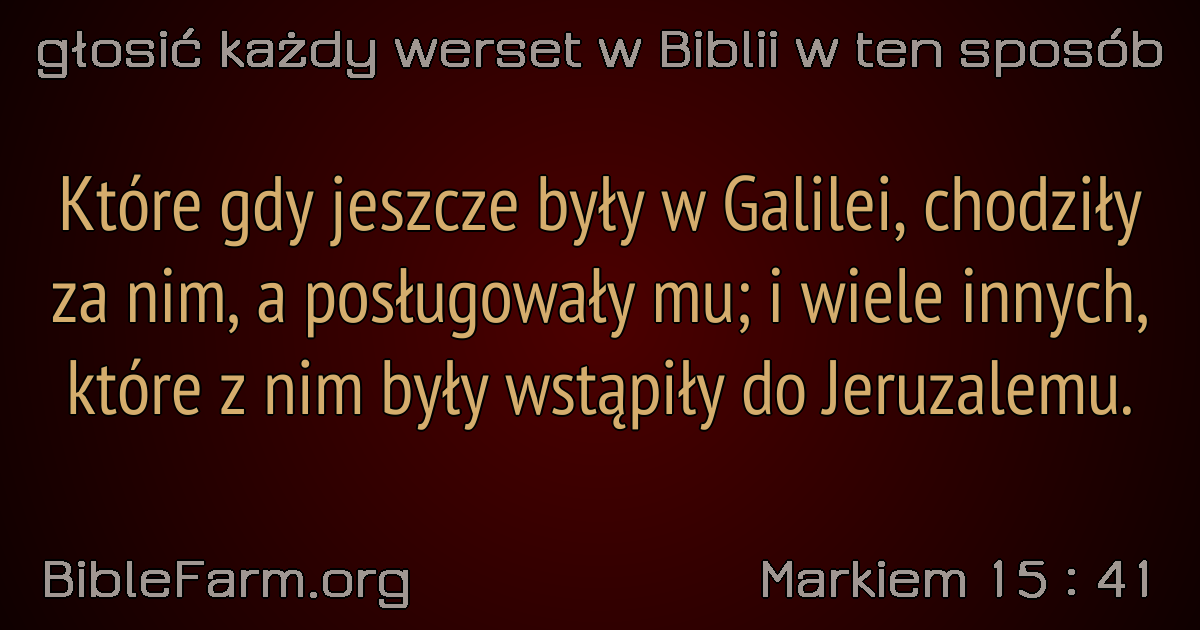 głosić każdy werset w Biblii w ten sposób
Które gdy jeszcze były w Galilei, chodziły
za nim, a posługowały mu; i wiele innych,
które z nim były wstąpiły do Jeruzalemu.
BibleFarm.org
Markiem 15 : 41